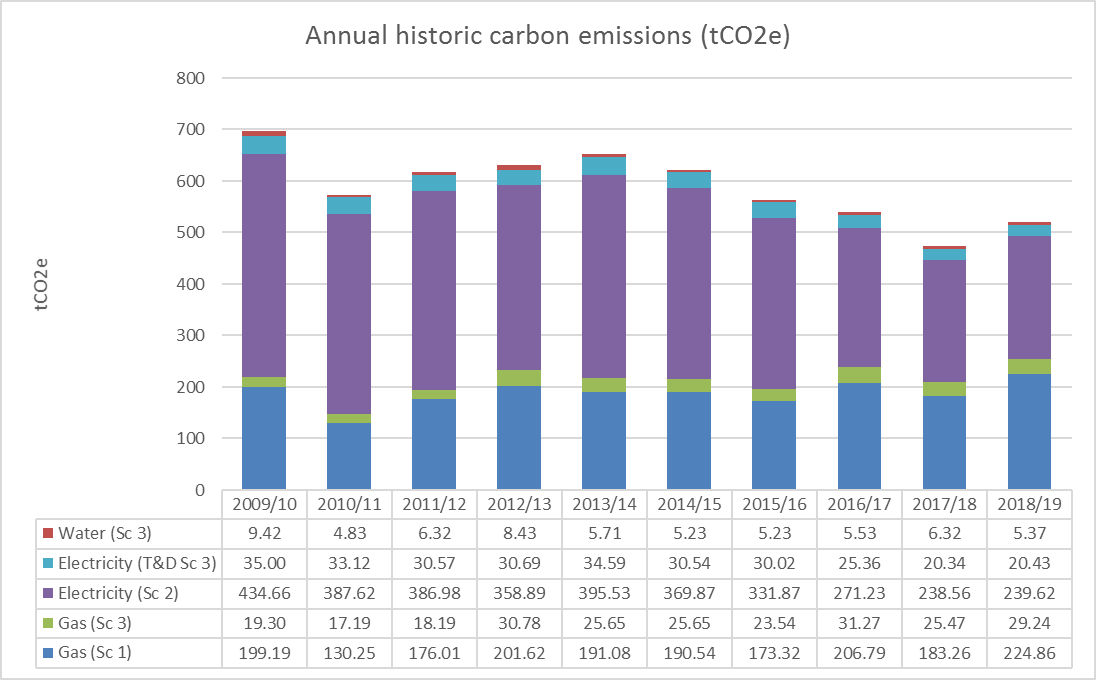 Annual historic carbon emissions (tCO2e)
800
700
600
500
400
300
200
100
0
tCO2e
2009/10 2010/11 2011/12 2012/13 2013/14 2014/15 2015/16 2016/17 2017/18 2018/19
Water (Sc 3) 9.42 4.83 6.32 8.43 5.71 5.23 5.23 5.53 6.32 5.37
Electricity (T&D Sc 3) 35.00 33.12 30.57 30.69 34.59 30.54 30.02 25.36 20.34 20.43
Electricity (Sc 2) 434.66 387.62 386.98 358.89 395.53 369.87 331.87 271.23 238.56 239.62
Gas (Sc 3) 19.30 17.19 18.19 30.78 25.65 25.65 23.54 31.27 25.47 29.24
Gas (Sc 1) 199.19 130.25 176.01 201.62 191.08 190.54 173.32 206.79 183.26 224.86